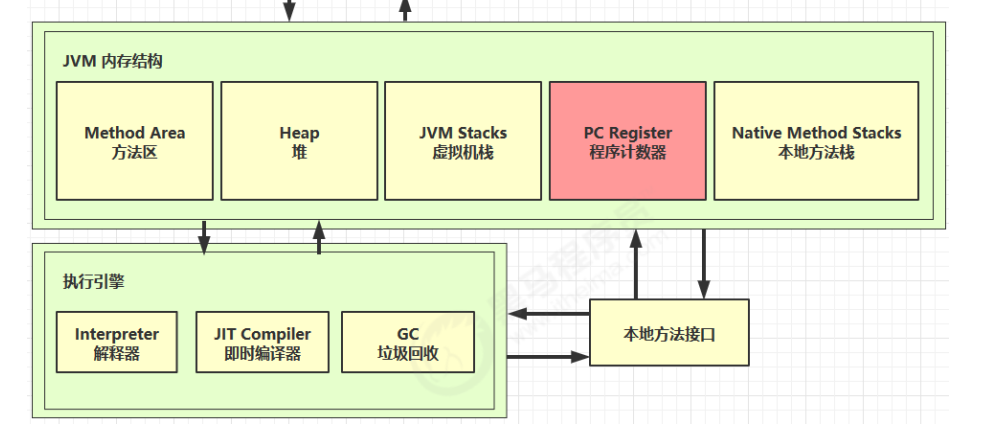 JVM 内存结构
Method Area
方法区
Heap
堆
JVM Stacks
虚拟机栈
PC Register
程序计数器
Native Method Stacks
本地方法栈
执行引擎
Interpreter
解释器
JIT Compiler
即时编译器
GC
垃圾回收
本地方法接口
黑马程序员